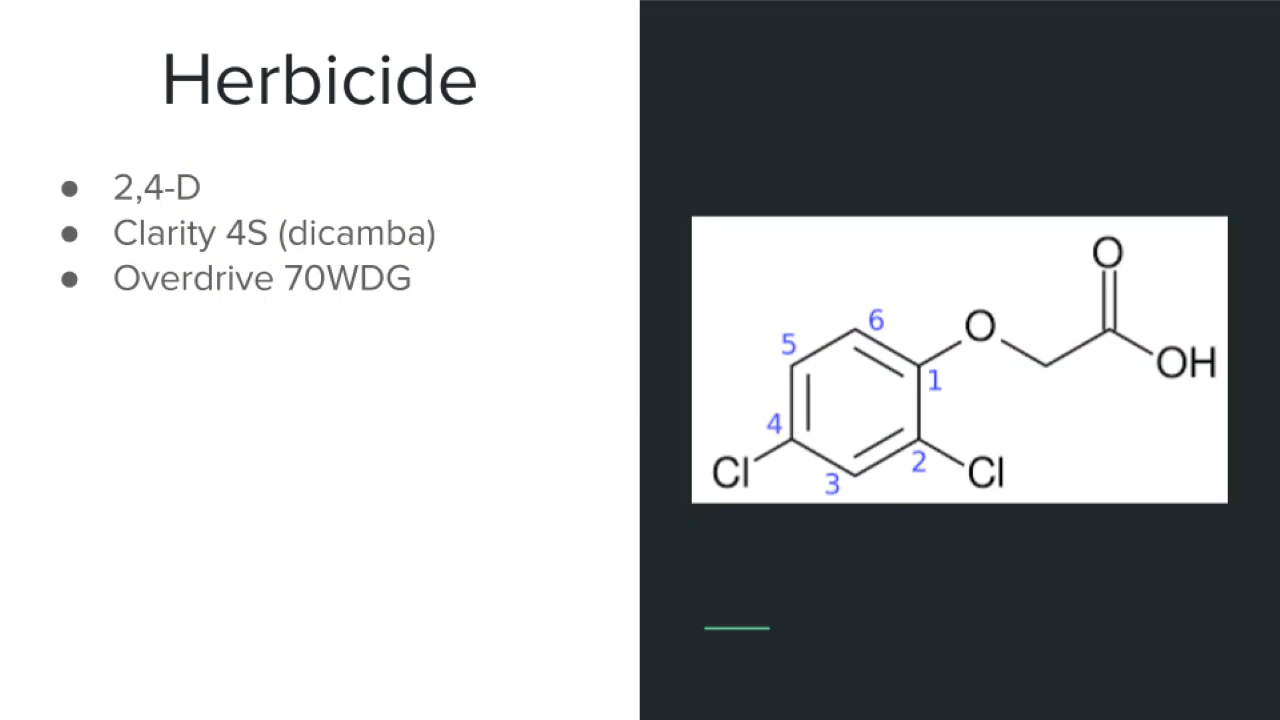 Herbicide
● 2,4-D
● Clarity 4S (dicamba)
● Overdrive 70WDG
O
6
O
5
OH
1
4
2
Cl
Cl
3